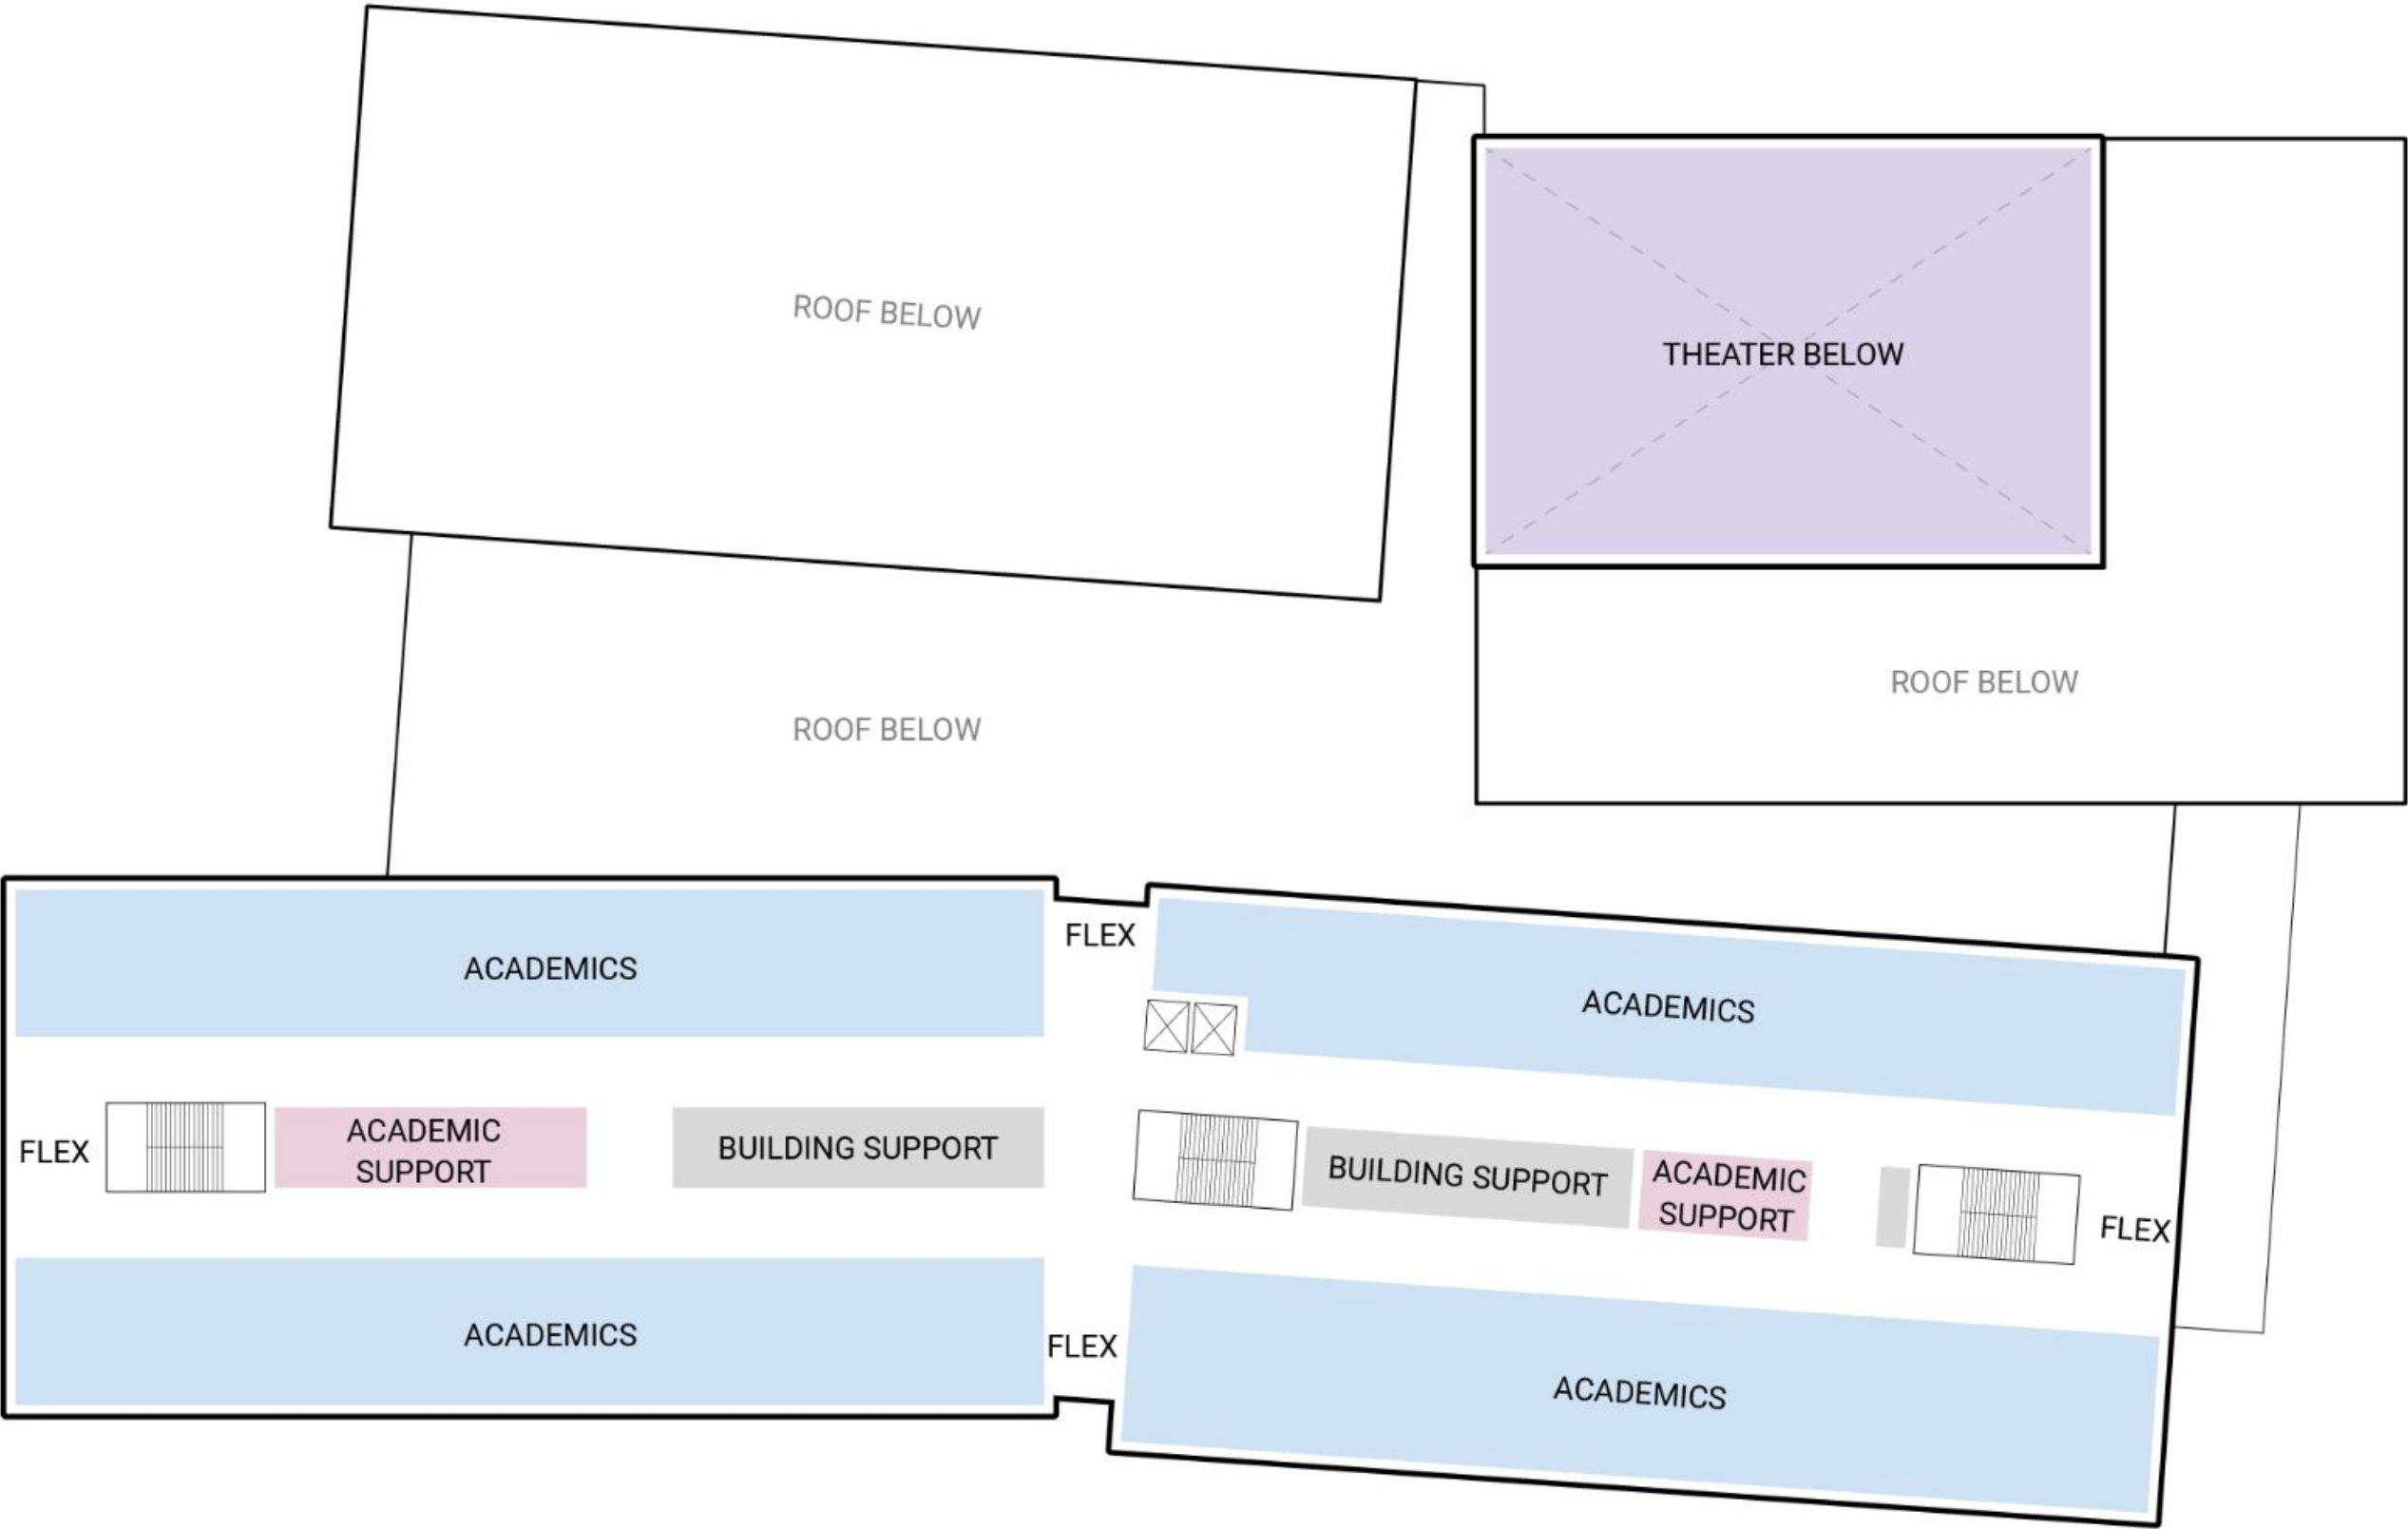 ROOF BELOW
THEATER BELOW
ROOF BELOW
ROOF BELOW
FLEX
ACADEMICS
ACADEMICS
FLEX
ACADEMIC
SUPPORT
BUILDING SUPPORT
BUILDING SUPPORT
ACADEMIC
SUPPORT
FLEX
ACADEMICS
FLEX
ACADEMICS